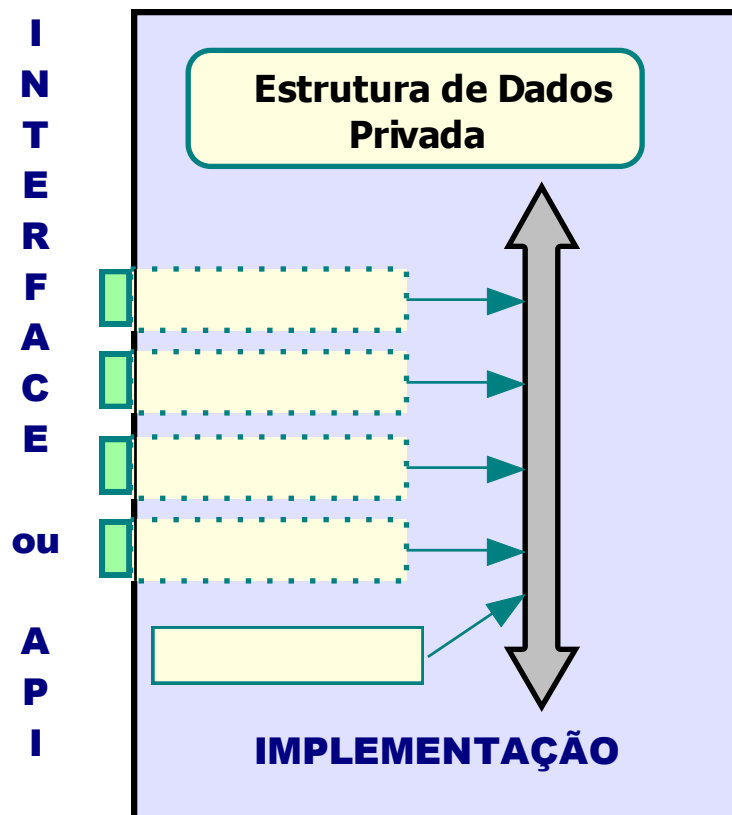 I
N
T
E
R
F
A
C
E
ou
A
P
I
Estrutura de Dados
Privada
IMPLEMENTAÇÃO